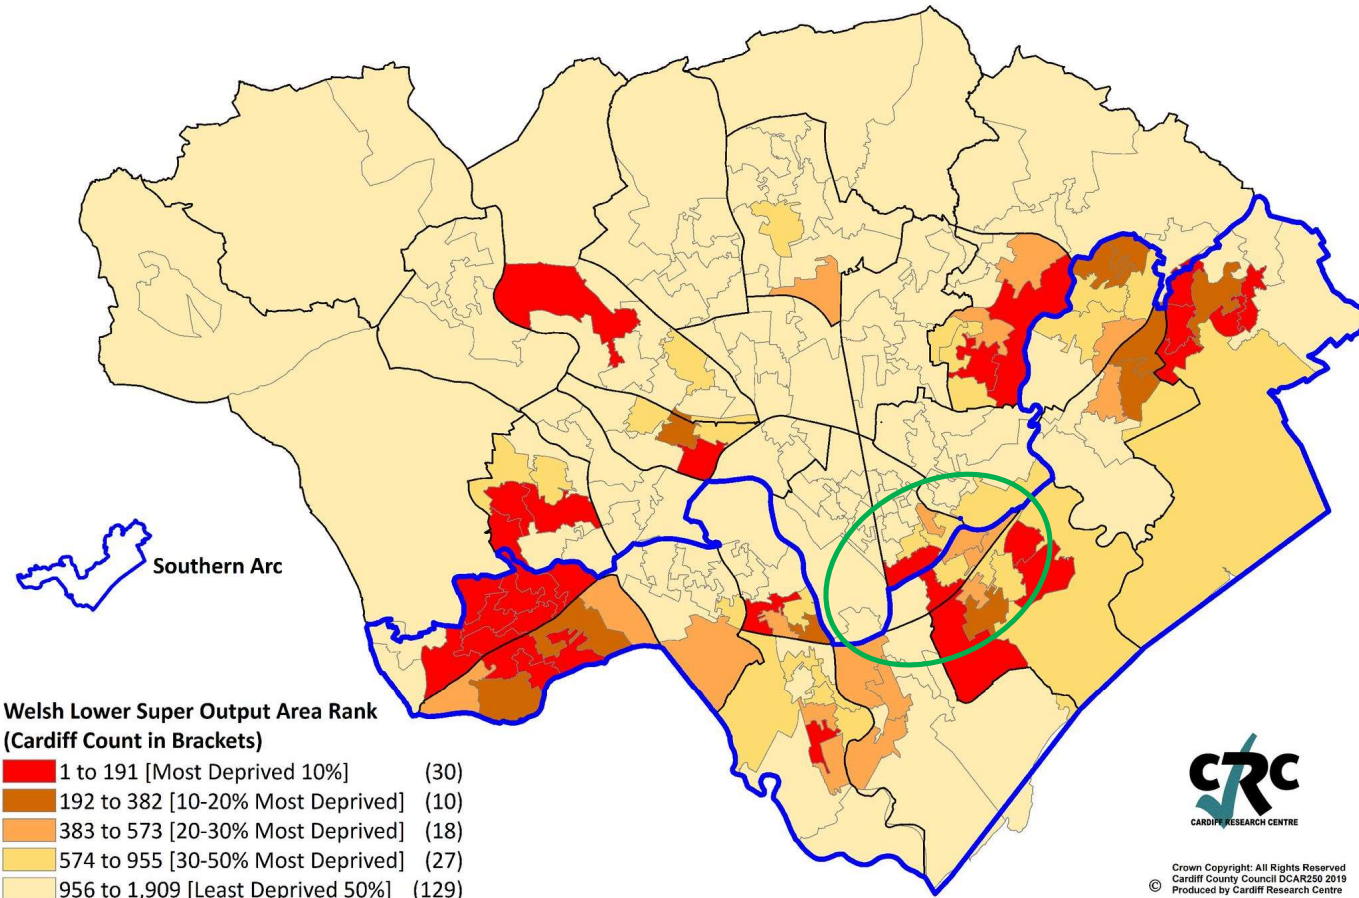 Southern Arc
Welsh Lower Super Output Area Rank
(Cardiff Count in Brackets)
1 to 191 [Most Deprived 10%] (30)
192 to 382 [10-20% Most Deprived] (10)
383 to 573 [20-30% Most Deprived] (18)
574 to 955 [30-50% Most Deprived] (27)
956 to 1,909 [Least Deprived 50%] (129)
CRC
CARDIFF RESEARCH CENTRE
Crown Copyright: All Rights Reserved
Cardiff County Council DCAR250 2019
© Produced by Cardiff Research Centre